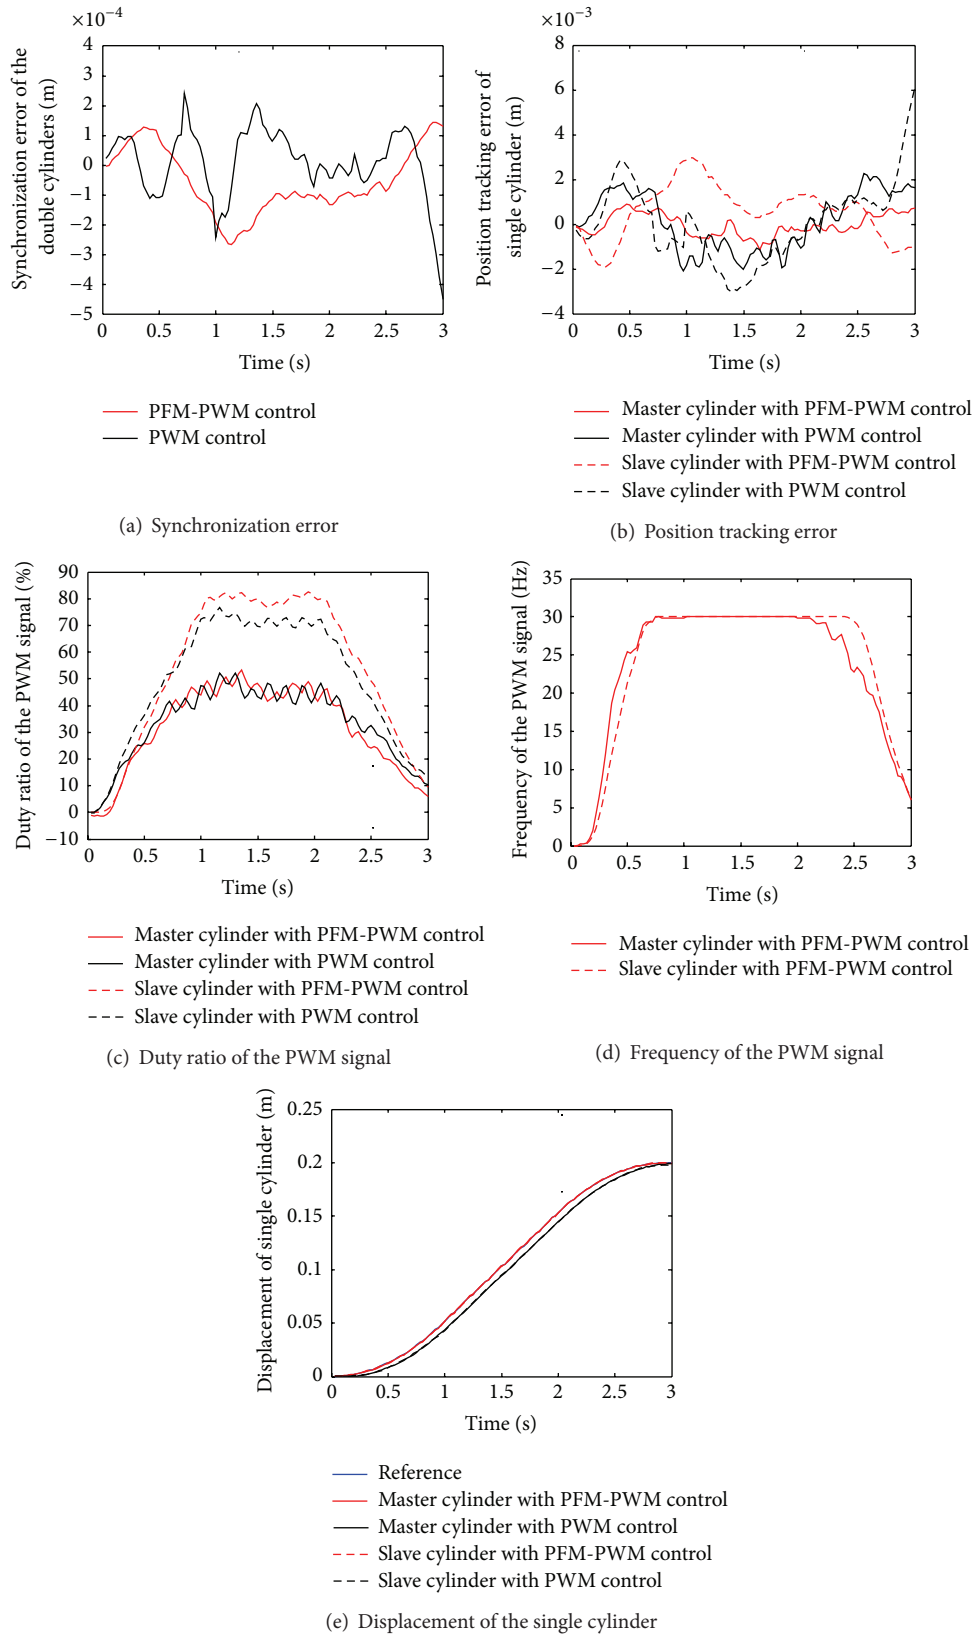 ×10⁻⁴
Synchronization error of the
double cylinders (m)
4
3
2
1
0
−1
−2
−3
−4
−5
0 0.5 1 1.5 2 2.5 3
Time (s)
PFM-PWM control
PWM control
(a) Synchronization error
×10⁻³
Position tracking error of
single cylinder (m)
8
6
4
2
0
−2
−4
0 0.5 1 1.5 2 2.5 3
Time (s)
Master cylinder with PFM-PWM control
Master cylinder with PWM control
Slave cylinder with PFM-PWM control
Slave cylinder with PWM control
(b) Position tracking error
Duty ratio of the PWM signal (%)
90
80
70
60
50
40
30
20
10
0
−10
0 0.5 1 1.5 2 2.5 3
Time (s)
Master cylinder with PFM-PWM control
Master cylinder with PWM control
Slave cylinder with PFM-PWM control
Slave cylinder with PWM control
(c) Duty ratio of the PWM signal
Frequency of the PWM signal (Hz)
35
30
25
20
15
10
5
0
0 0.5 1 1.5 2 2.5 3
Time (s)
Master cylinder with PFM-PWM control
Slave cylinder with PFM-PWM control
(d) Frequency of the PWM signal
Displacement of single cylinder (m)
0.25
0.2
0.15
0.1
0.05
0
0 0.5 1 1.5 2 2.5 3
Time (s)
Reference
Master cylinder with PFM-PWM control
Master cylinder with PWM control
Slave cylinder with PFM-PWM control
Slave cylinder with PWM control
(e) Displacement of the single cylinder